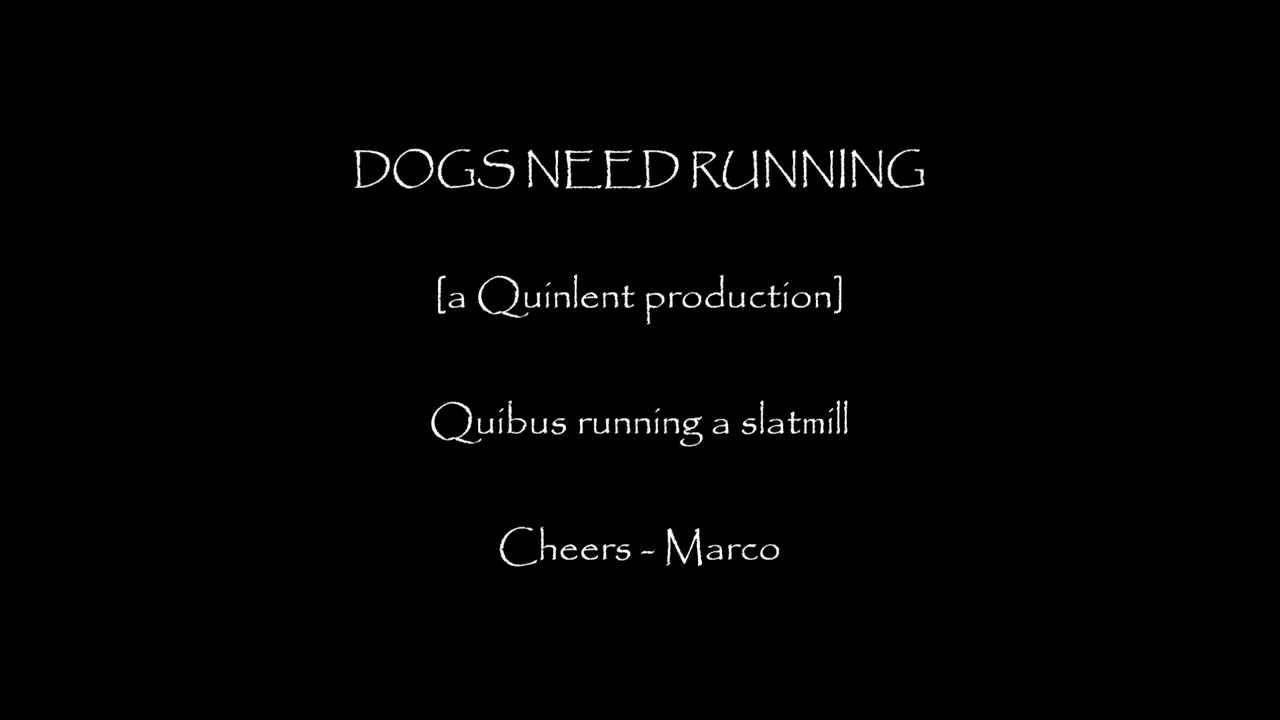 DOGS NEED RUNNING
[a Quinlent production]
Quibus running a slatmill
Cheers - Marco